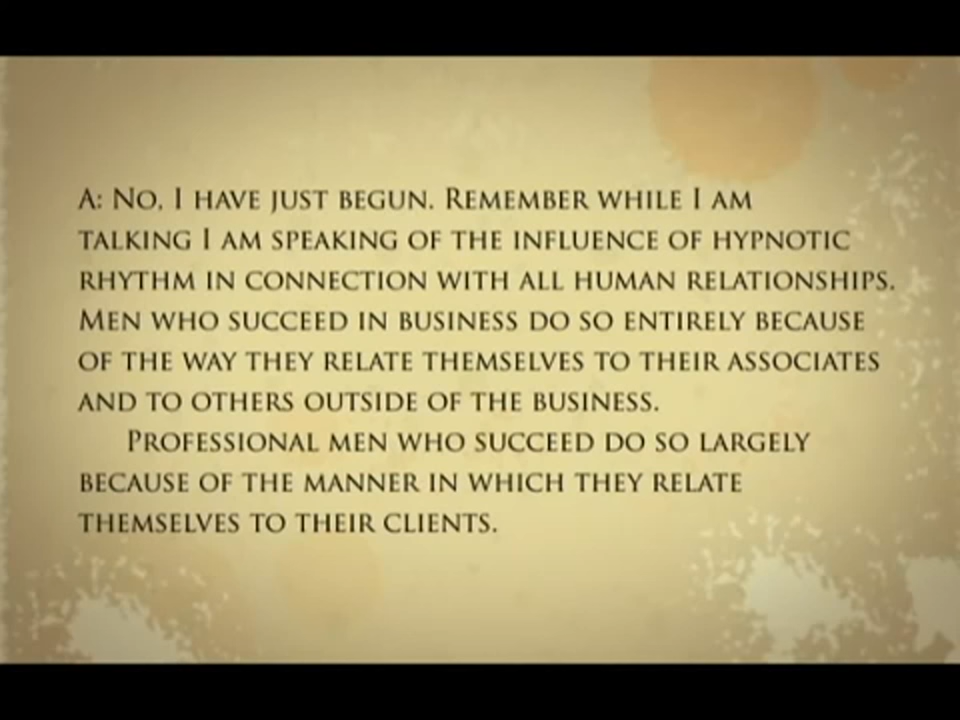 A: No, I have just begun. Remember while I am
talking I am speaking of the influence of hypnotic
rhythm in connection with all human relationships.
Men who succeed in business do so entirely because
of the way they relate themselves to their associates
and to others outside of the business.
Professional men who succeed do so largely
because of the manner in which they relate
themselves to their clients.